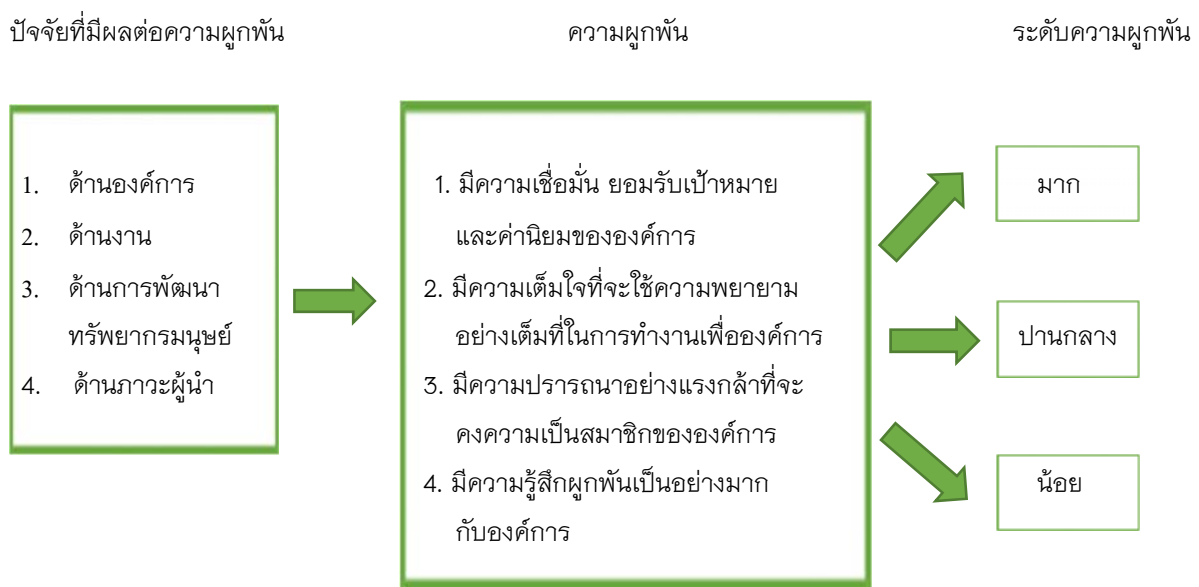 ปัจจัยที่มีผลต่อความผูกพัน
ความผูกพัน
ระดับความผูกพัน
1. ด้านองค์การ
2. ด้านงาน
3. ด้านการพัฒนา
ทรัพยากรมนุษย์
4. ด้านภาวะผู้นำ
1. มีความเชื่อมั่น ยอมรับเป้าหมาย
และค่านิยมขององค์การ
2. มีความเต็มใจที่จะใช้ความพยายาม
อย่างเต็มที่ในการทำงานเพื่อองค์การ
3. มีความปรารถนาอย่างแรงกล้าที่จะ
คงความเป็นสมาชิกขององค์การ
4. มีความรู้สึกผูกพันเป็นอย่างมาก
กับองค์การ
มาก
ปานกลาง
น้อย